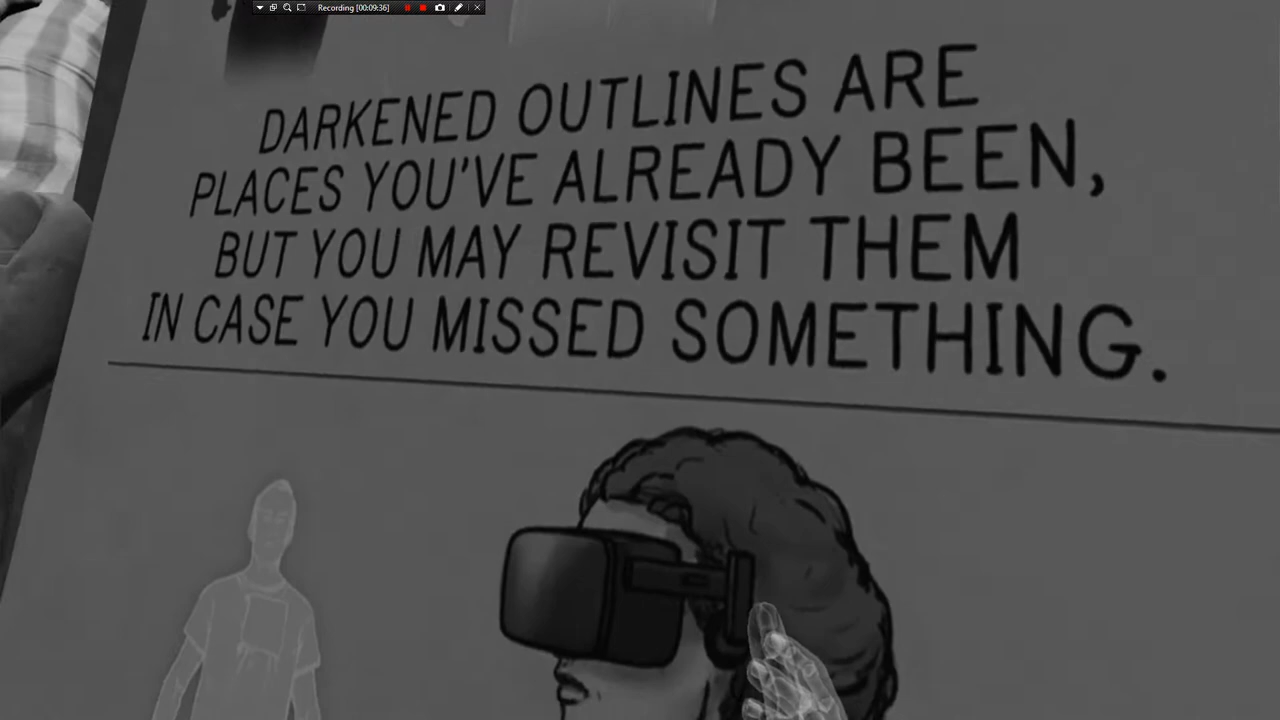 Recording [00:09:36]
DARKENED OUTLINES ARE
PLACES YOU'VE ALREADY BEEN,
BUT YOU MAY REVISIT THEM
IN CASE YOU MISSED SOMETHING.